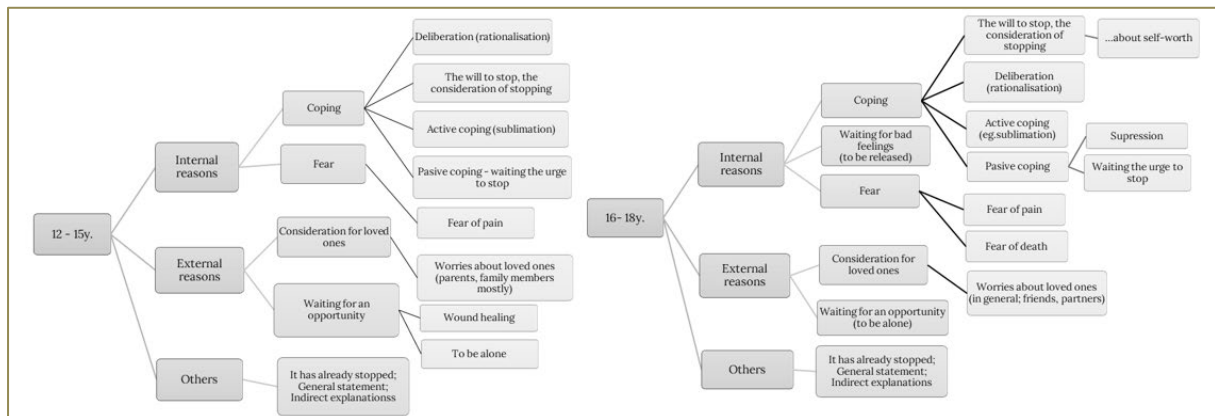 12 - 15y.
Internal
reasons
Coping
Deliberation (rationalisation)
The will to stop, the
consideration of stopping
Active coping (sublimation)
Pasive coping - waiting the urge
to stop
Fear
Fear of pain
External
reasons
Consideration for loved
ones
Worries about loved ones
(parents, family members
mostly)
Waiting for an
opportunity
Wound healing
To be alone
Others
It has already stopped;
General statement;
Indirect explanationss
16- 18y.
Internal
reasons
Coping
The will to stop, the
consideration of
stopping
...about self-worth
Deliberation
(rationalisation)
Active coping
(eg.sublimation)
Pasive coping
Supression
Waiting the urge to
stop
Waiting for bad
feelings
(to be released)
Fear
Fear of pain
Fear of death
External
reasons
Consideration for
loved ones
Worries about loved ones
(in general; friends, partners)
Waiting for an opportunity
(to be alone)
Others
It has already stopped;
General statement;
Indirect explanations